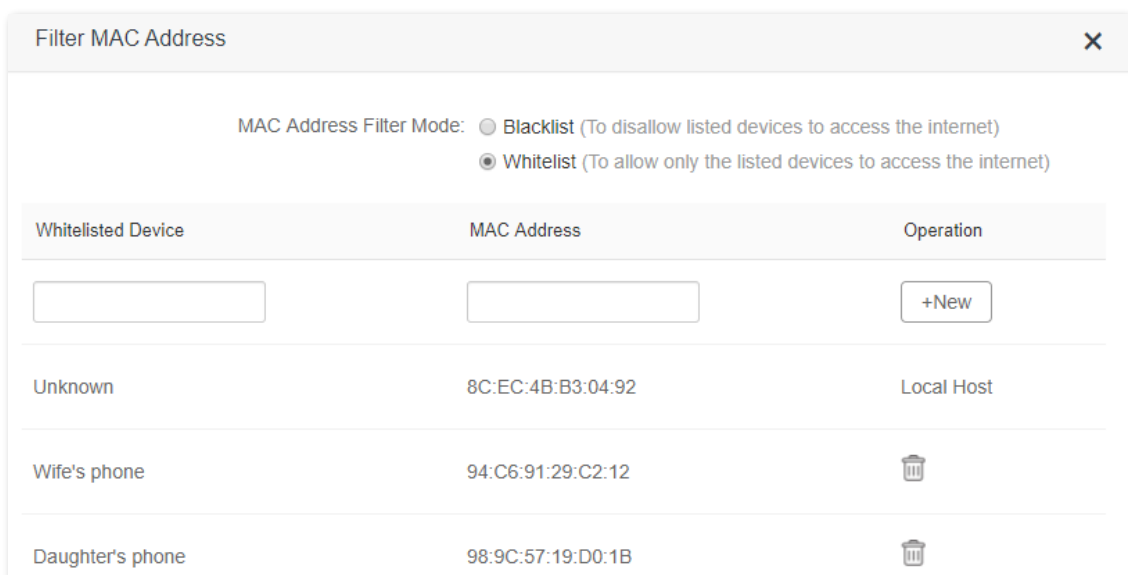 Filter MAC Address
MAC Address Filter Mode: Blacklist (To disallow listed devices to access the internet)
Whitelist (To allow only the listed devices to access the internet)
Whitelisted Device MAC Address Operation
+New
Unknown 8C:EC:4B:B3:04:92 Local Host
Wife's phone 94:C6:91:29:C2:12
Daughter's phone 98:9C:57:19:D0:1B